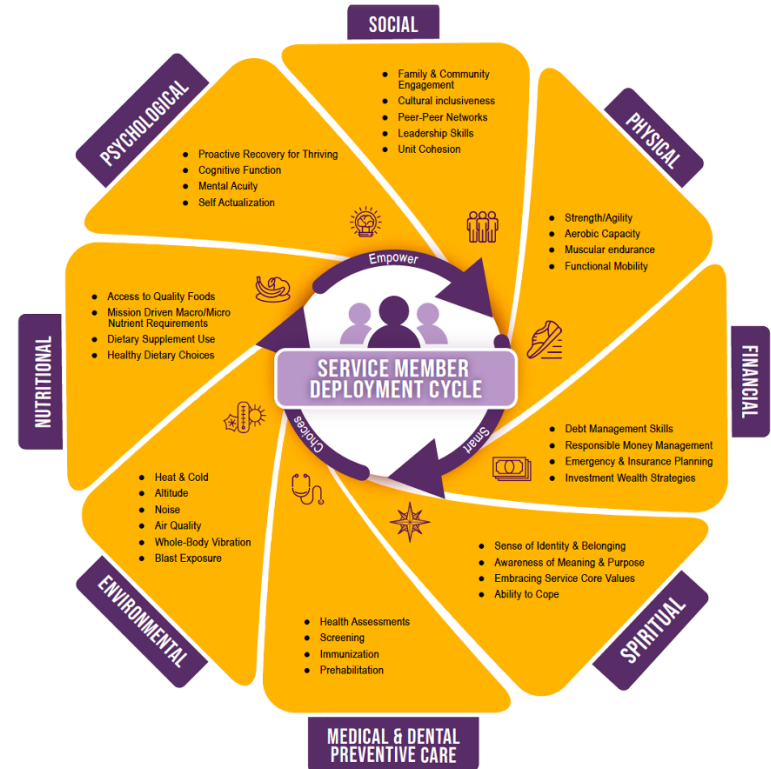 SOCIAL
• Family & Community
Engagement
• Cultural inclusiveness
• Peer-Peer Networks
• Leadership Skills
• Unit Cohesion
PHYSICAL
• Strength/Agility
• Aerobic Capacity
• Muscular endurance
• Functional Mobility
FINANCIAL
• Debt Management Skills
• Responsible Money Management
• Emergency & Insurance Planning
• Investment Wealth Strategies
SPIRITUAL
• Sense of Identity & Belonging
• Awareness of Meaning & Purpose
• Embracing Service Core Values
• Ability to Cope
MEDICAL & DENTAL
PREVENTIVE CARE
• Health Assessments
• Screening
• Immunization
• Prehabilitation
ENVIRONMENTAL
• Heat & Cold
• Altitude
• Noise
• Air Quality
• Whole-Body Vibration
• Blast Exposure
NUTRITIONAL
• Access to Quality Foods
• Mission Driven Macro/Micro
Nutrient Requirements
• Dietary Supplement Use
• Healthy Dietary Choices
PSYCHOLOGICAL
• Proactive Recovery for Thriving
• Cognitive Function
• Mental Acuity
• Self Actualization
Empower
Smart
Choices
SERVICE MEMBER
DEPLOYMENT CYCLE